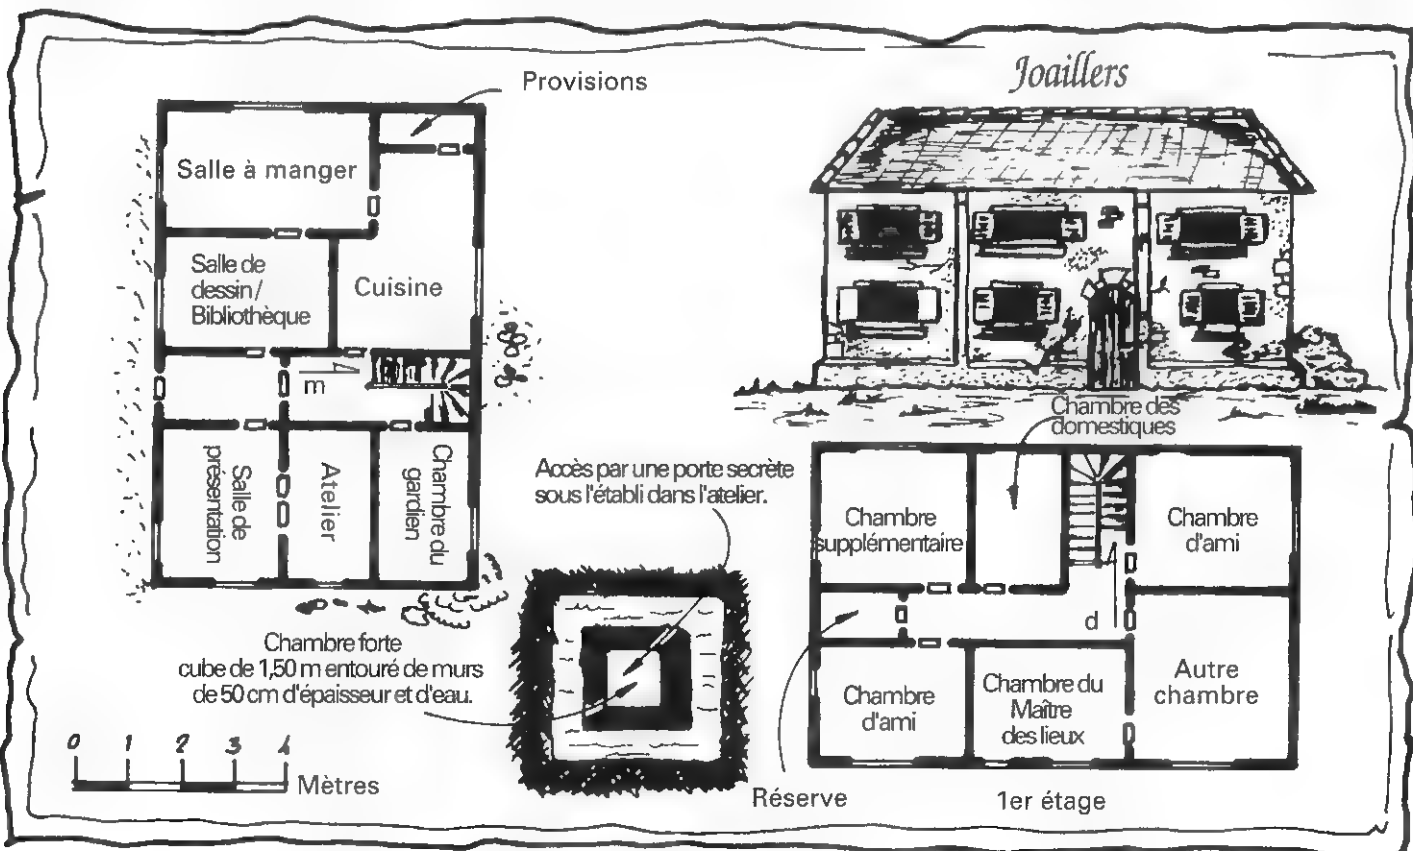 Joaillers
Provisions
Salle à manger
Salle de
dessin/
Bibliothèque
Cuisine
m
Salle de
présentation
Atelier
Chambre du
gardien
Accès par une porte secrète
sous l'établi dans l'atelier.
Chambre forte
cube de 1,50 m entouré de murs
de 50 cm d'épaisseur et d'eau.
0 1 2 3 4
Mètres
Chambre des
domestiques
Chambre
supplémentaire
Chambre
d'ami
d
Chambre
d'ami
Chambre du
Maître
des lieux
Autre
chambre
Réserve
1er étage